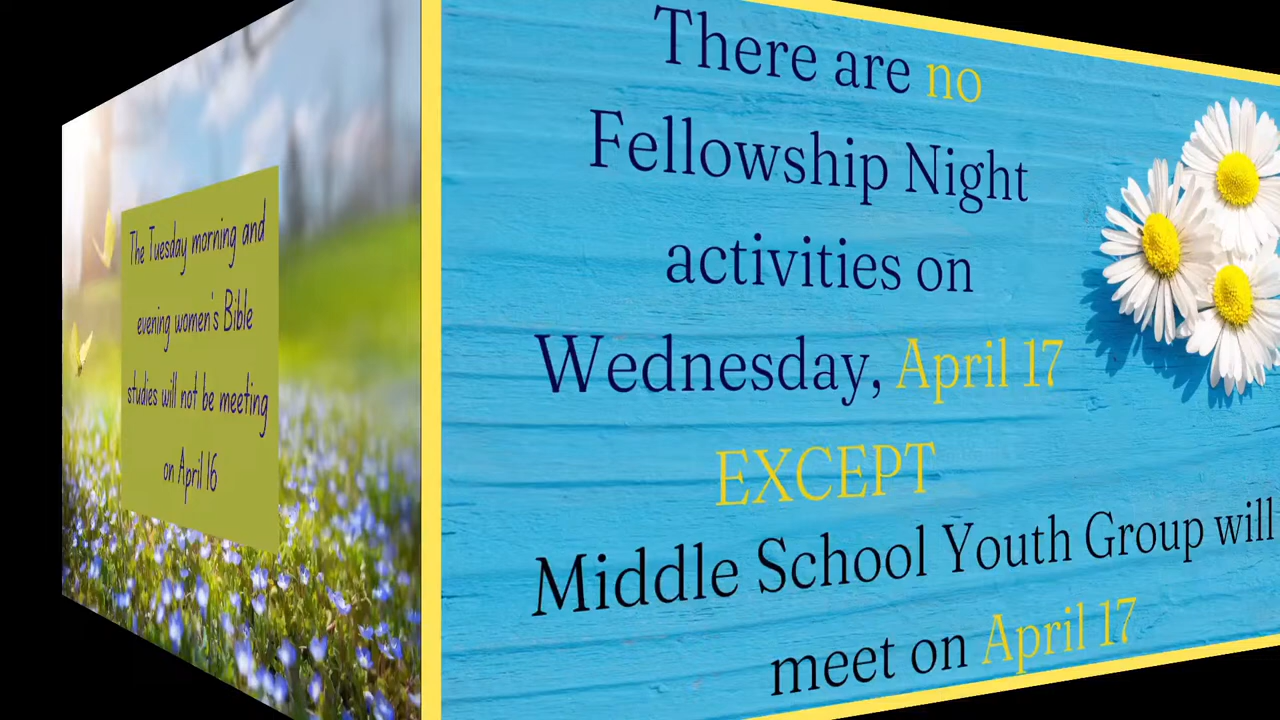 The Tuesday morning and
evening women's Bible
studies will not be meeting
on April 16
There are no
Fellowship Night
activities on
Wednesday, April 17
EXCEPT
Middle School Youth Group will
meet on April 17